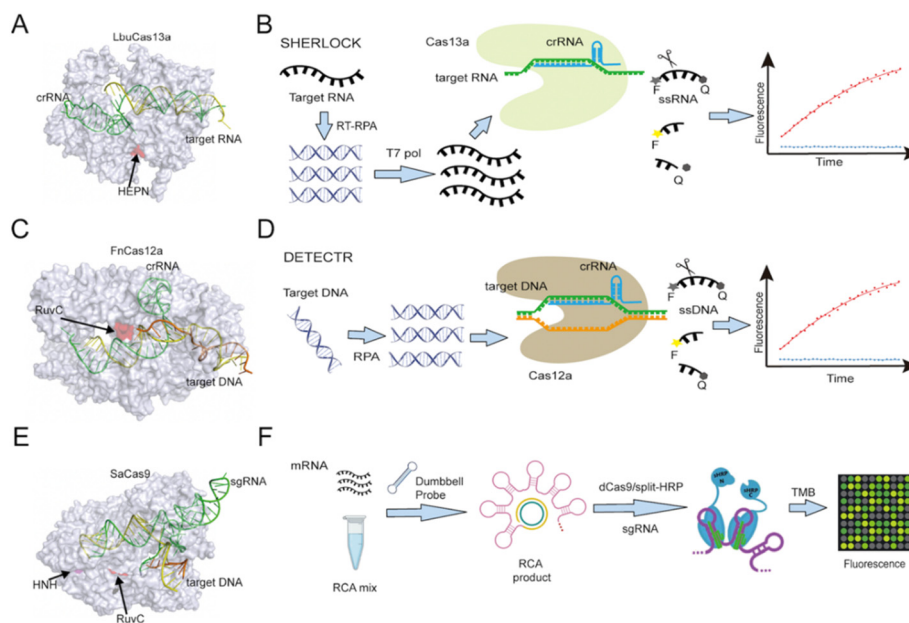 A
LbuCas13a
crRNA
target RNA
HEPN
B
SHERLOCK
Target RNA
RT-RPA
T7 pol
Cas13a
crRNA
target RNA
F
Q
ssRNA
F
Q
Fluorescence
Time
C
FnCas12a
crRNA
RuvC
target DNA
D
DETECTR
Target DNA
RPA
target DNA
crRNA
Cas12a
F
Q
ssDNA
F
Q
Fluorescence
Time
E
SaCas9
sgRNA
HNH
target DNA
RuvC
F
mRNA
Dumbbell
Probe
RCA mix
RCA
product
dCas9/split-HRP
sgRNA
sHRP
N
sHRP
C
TMB
Fluorescence